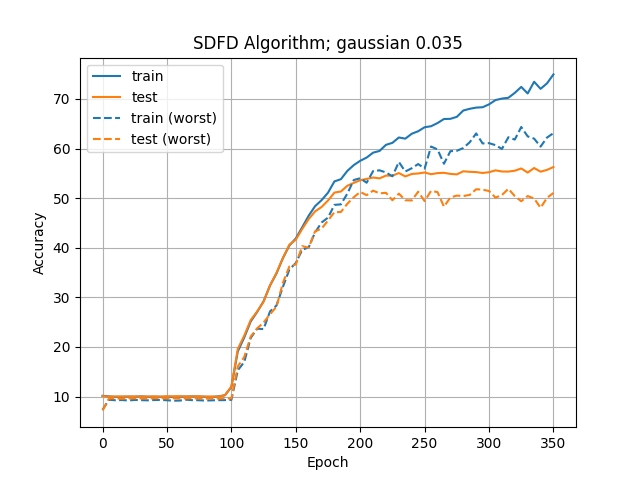 SDFD Algorithm; gaussian 0.035
train
test
train (worst)
test (worst)
70
60
50
40
30
20
10
Accuracy
0 50 100 150 200 250 300 350
Epoch